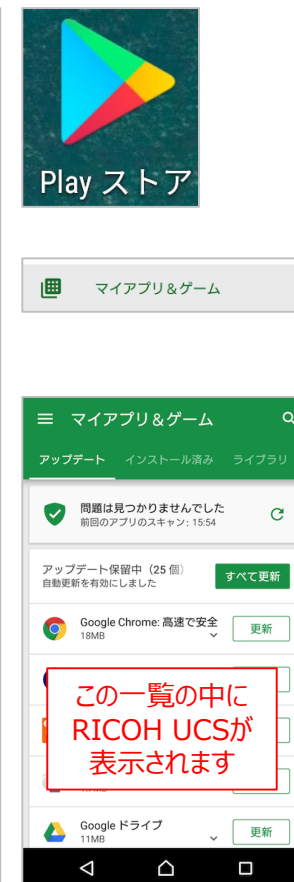 Play ストア
マイアプリ＆ゲーム
マイアプリ＆ゲーム
アップデート インストール済み ライブラリ
問題は見つかりませんでした
前回のアプリのスキャン: 15:54
アップデート保留中（25 個）
自動更新を有効にしました
すべて更新
Google Chrome: 高速で安全
18MB
更新
この一覧の中に
RICOH UCSが
表示されます
Google ドライブ
11MB
更新